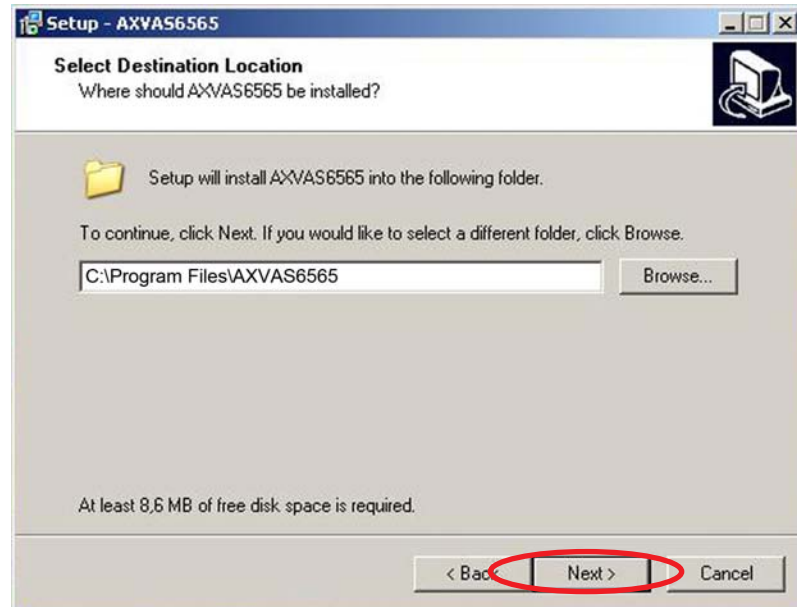 Setup - AXVAS6565
Select Destination Location
Where should AXVAS6565 be installed?
Setup will install AXVAS6565 into the following folder.
To continue, click Next. If you would like to select a different folder, click Browse.
C:\Program Files\AXVAS6565
Browse...
At least 8,6 MB of free disk space is required.
< Back
Next >
Cancel